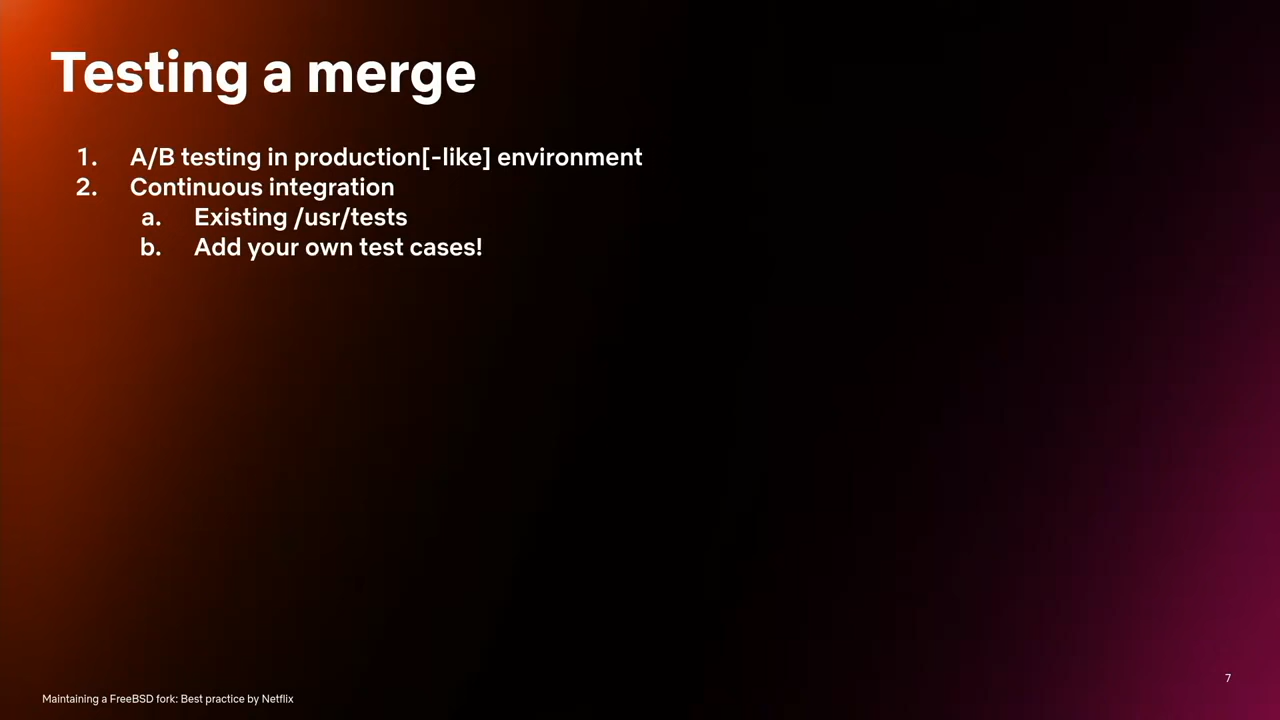 Testing a merge
1. A/B testing in production[-like] environment
2. Continuous integration
a. Existing /usr/tests
b. Add your own test cases!
7
Maintaining a FreeBSD fork: Best practice by Netflix